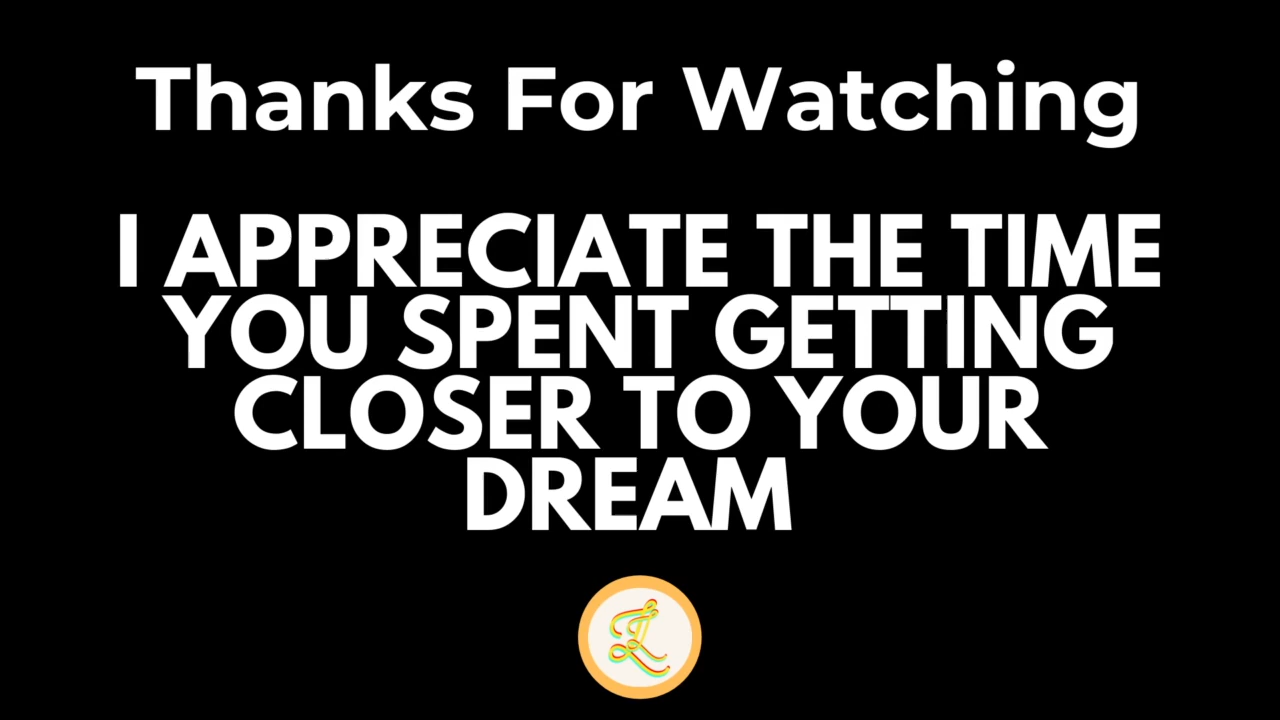 Thanks For Watching
I APPRECIATE THE TIME
YOU SPENT GETTING
CLOSER TO YOUR
DREAM